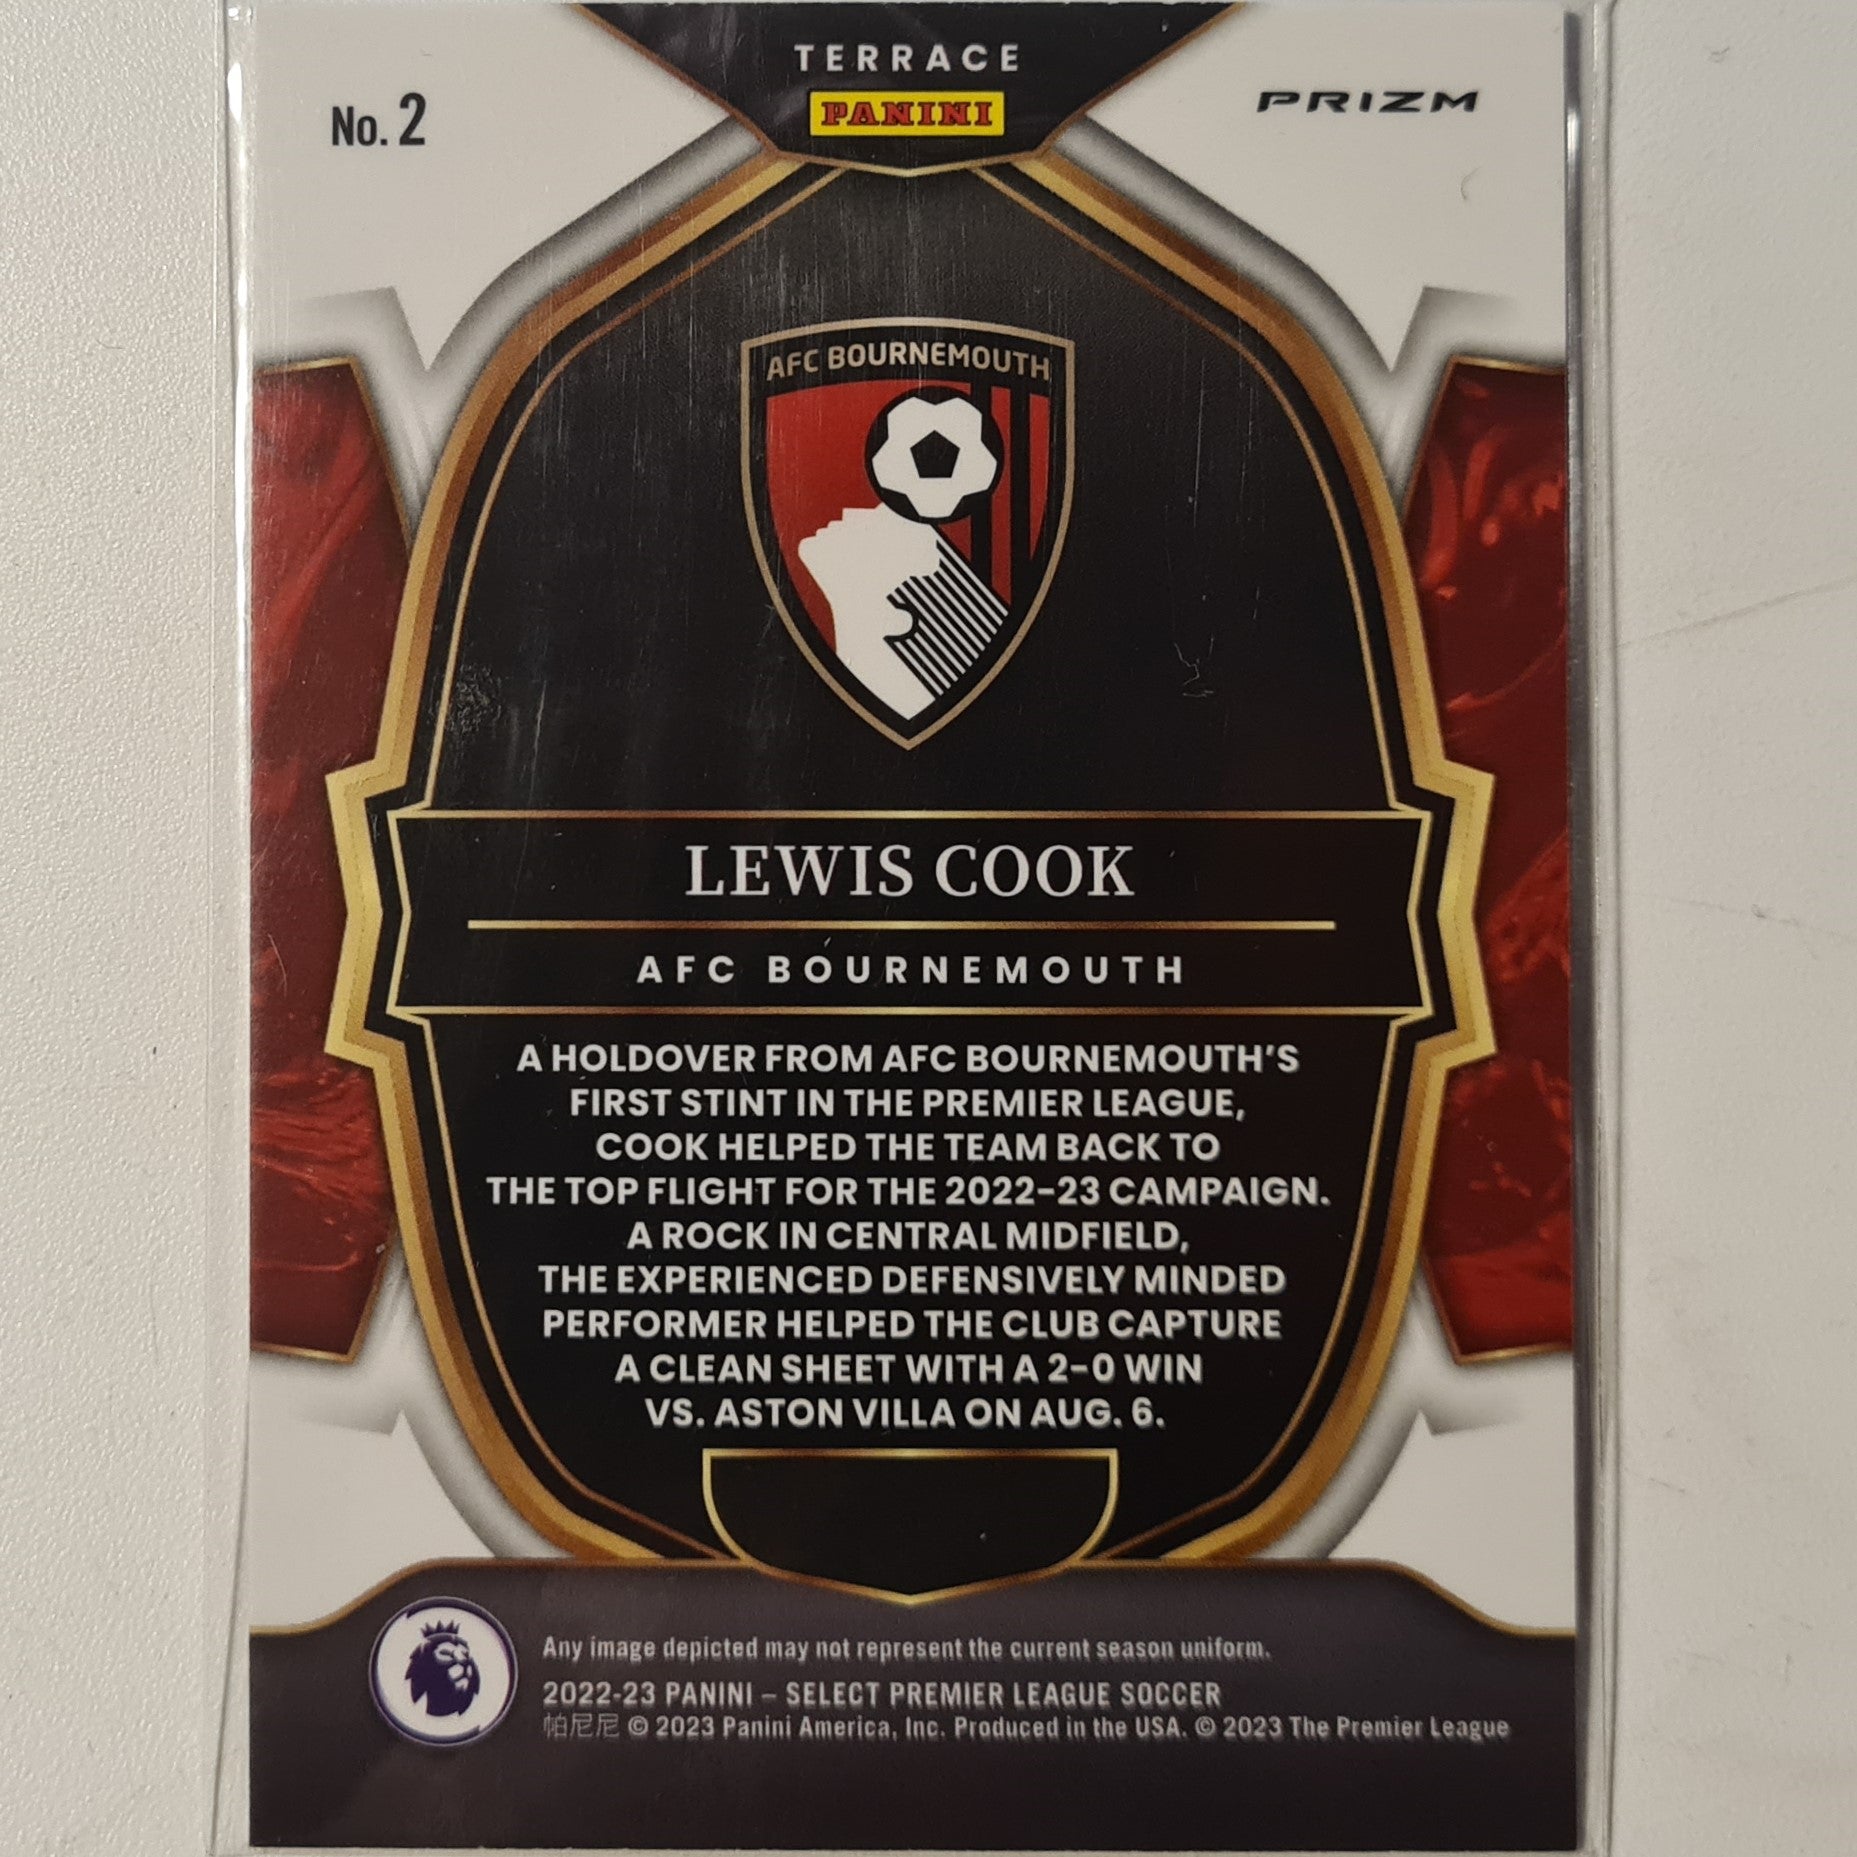 TERRACE
No. 2
PANINI
PRIZM
AFC BOURNEMOUTH
LEWIS COOK
AFC BOURNEMOUTH
A HOLDOVER FROM AFC BOURNEMOUTH'S
FIRST STINT IN THE PREMIER LEAGUE,
COOK HELPED THE TEAM BACK TO
THE TOP FLIGHT FOR THE 2022-23 CAMPAIGN.
A ROCK IN CENTRAL MIDFIELD,
THE EXPERIENCED DEFENSIVELY MINDED
PERFORMER HELPED THE CLUB CAPTURE
A CLEAN SHEET WITH A 2-0 WIN
VS. ASTON VILLA ON AUG. 6.
Any image depicted may not represent the current season uniform.
2022-23 PANINI – SELECT PREMIER LEAGUE SOCCER
帕尼尼 © 2023 Panini America, Inc. Produced in the USA. © 2023 The Premier League